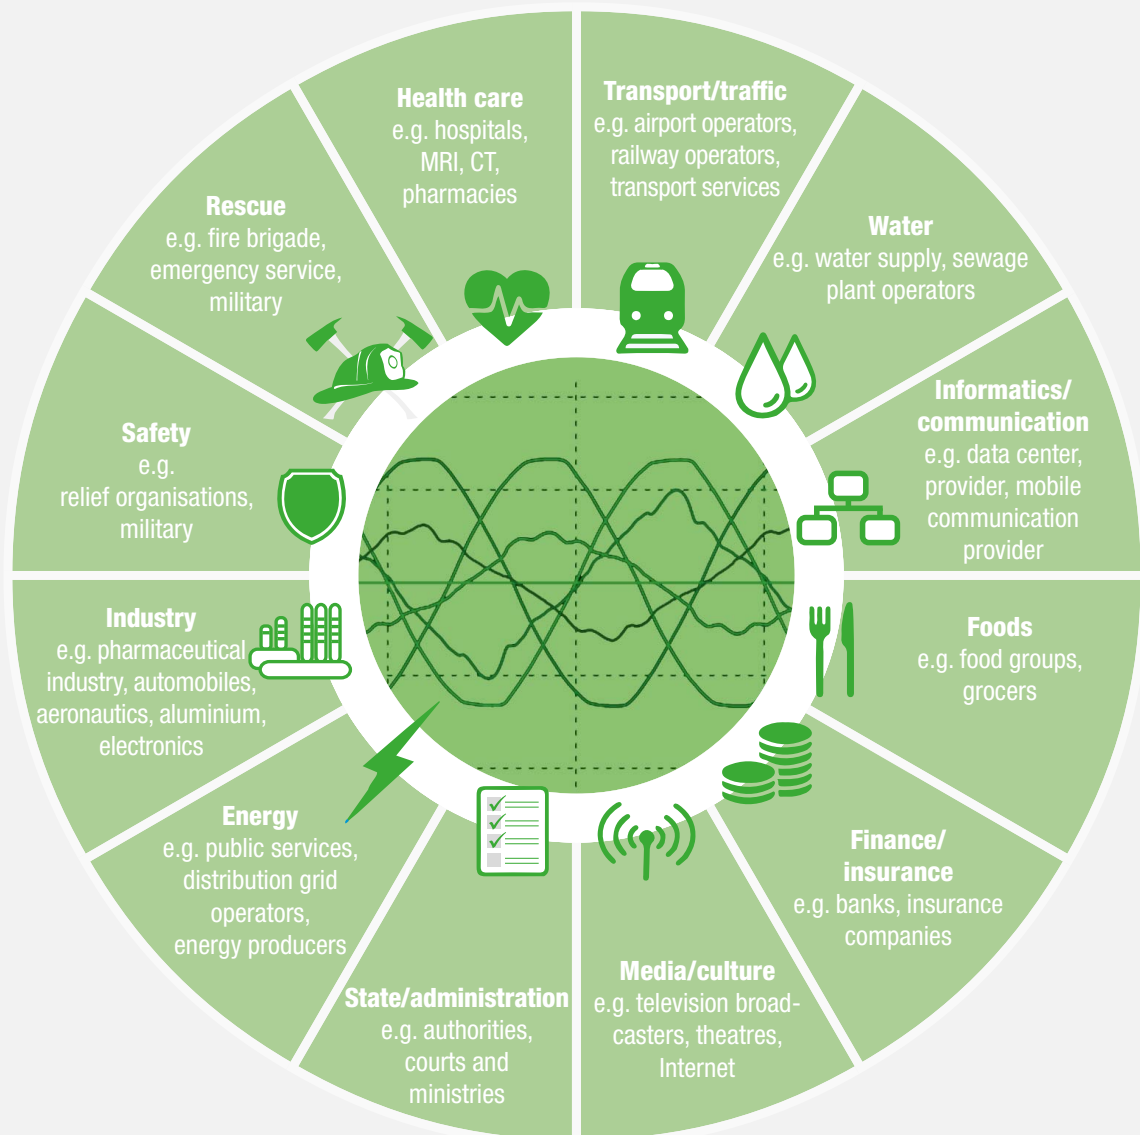 Health care
e.g. hospitals,
MRI, CT,
pharmacies
Transport/traffic
e.g. airport operators,
railway operators,
transport services
Water
e.g. water supply, sewage
plant operators
Informatics/
communication
e.g. data center,
provider, mobile
communication
provider
Foods
e.g. food groups,
grocers
Finance/
insurance
e.g. banks, insurance
companies
Media/culture
e.g. television broad-
casters, theatres,
Internet
State/administration
e.g. authorities,
courts and
ministries
Energy
e.g. public services,
distribution grid
operators,
energy producers
Industry
e.g. pharmaceutical
industry, automobiles,
aeronautics, aluminium,
electronics
Safety
e.g.
relief organisations,
military
Rescue
e.g. fire brigade,
emergency service,
military